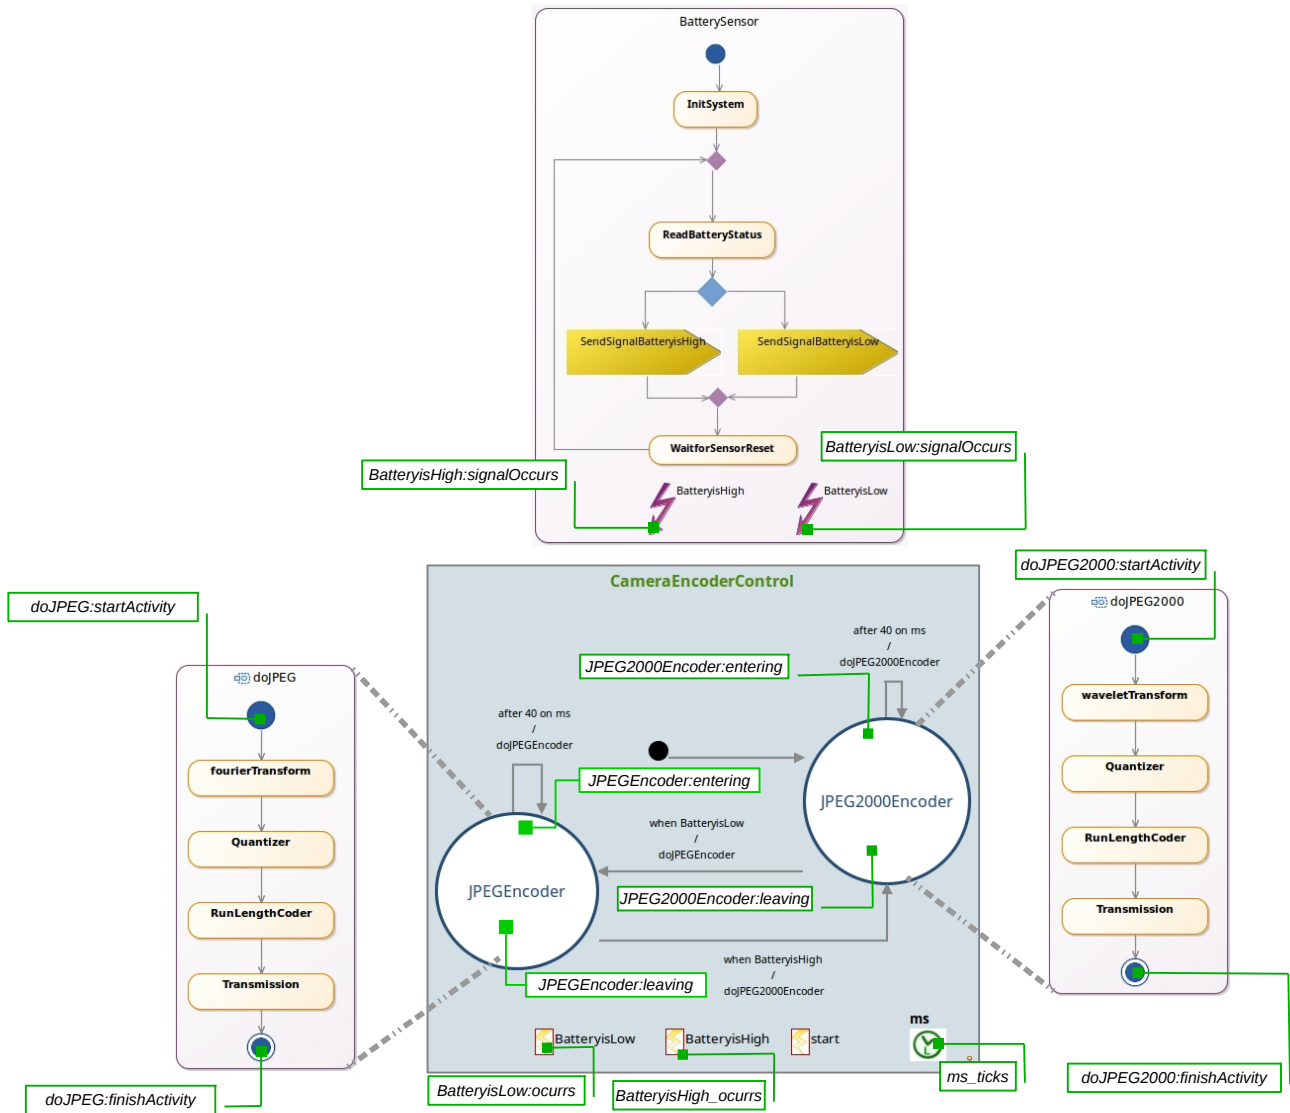 BatterySensor
InitSystem
ReadBatteryStatus
SendSignalBatteryisHigh
SendSignalBatteryisLow
WaitforSensorReset
BatteryisLow:signalOccurs
BatteryisHigh:signalOccurs
BatteryisHigh
BatteryisLow
CameraEncoderControl
doJPEG2000:startActivity
doJPEG:startActivity
doJPEG2000
after 40 on ms
/
doJPEG2000Encoder
JPEG2000Encoder:entering
doJPEG
waveletTransform
after 40 on ms
/
doJPEGEncoder
fourierTransform
JPEGEncoder:entering
Quantizer
JPEG2000Encoder
when BatteryisLow
/
doJPEGEncoder
Quantizer
RunLengthCoder
JPEGEncoder
JPEG2000Encoder:leaving
RunLengthCoder
Transmission
when BatteryisHigh
/
doJPEG2000Encoder
Transmission
JPEGEncoder:leaving
ms
BatteryisLow
BatteryisHigh
start
ms_ticks
doJPEG2000:finishActivity
BatteryisLow:ocurrs
BatteryisHigh_ocurrs
doJPEG:finishActivity